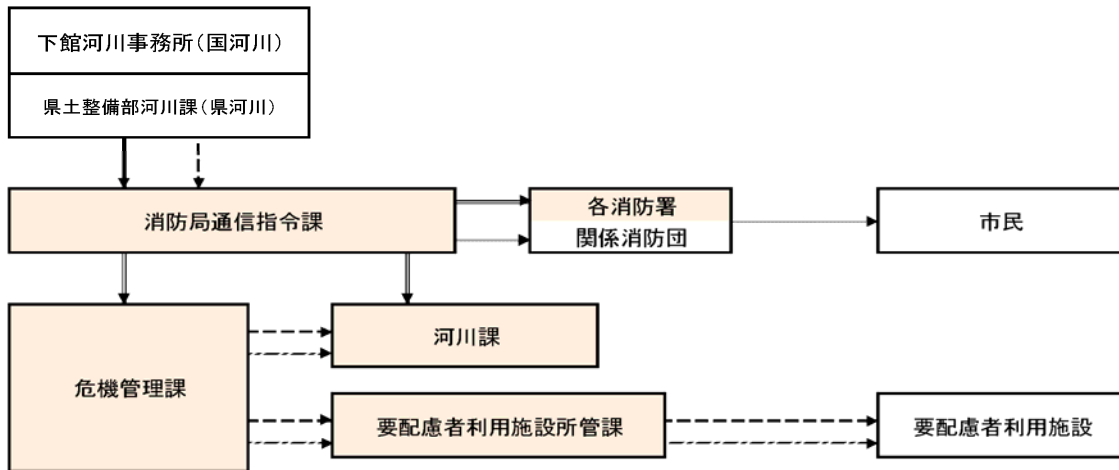 下館河川事務所（国河川）
県土整備部河川課（県河川）
消防局通信指令課
各消防署
関係消防団
市民
危機管理課
河川課
要配慮者利用施設所管課
要配慮者利用施設